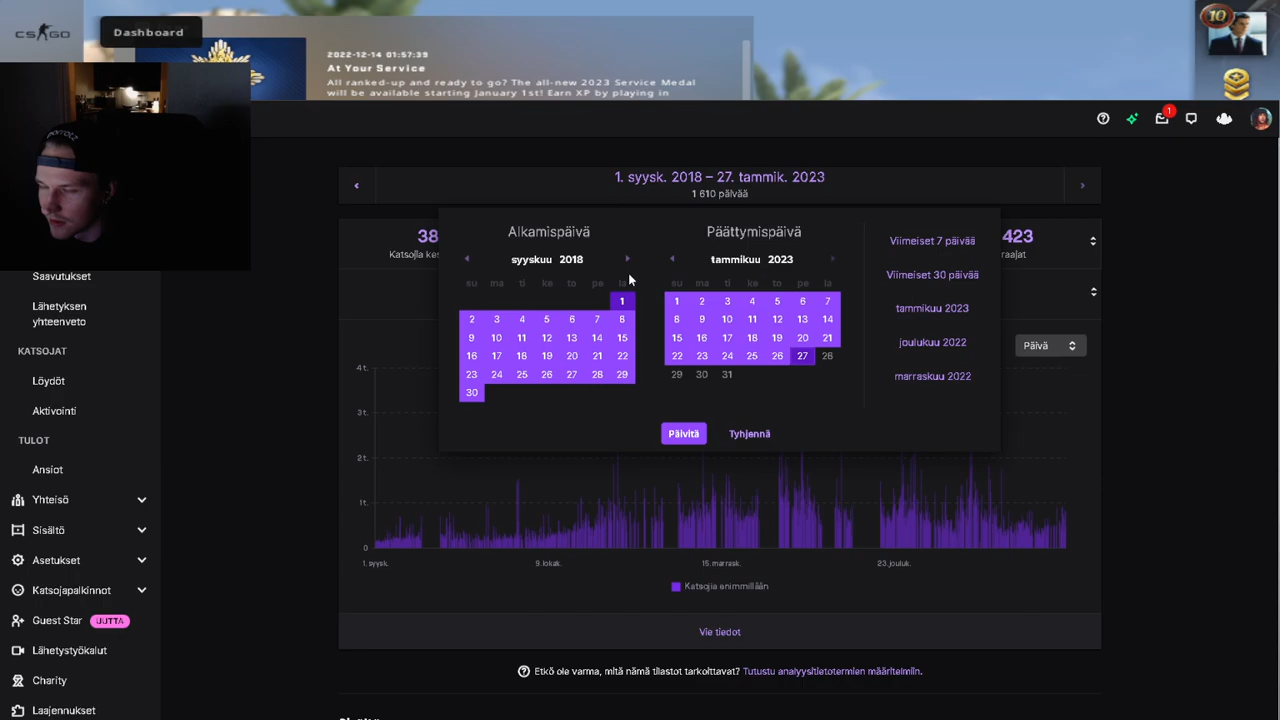 CS GO
Dashboard
10
2022-12-14 01:57:39
At Your Service
All ranked-up and ready to go? The all-new 2023 Service Medal
will be available starting January 1st! Earn XP by playing in
1
1. syysk. 2018 – 27. tammik. 2023
1 610 päivää
38
Katsojia ke
423
raajat
Alkamispäivä
Päättymispäivä
syyskuu 2018
tammikuu 2023
su ma ti ke to pe la
su ma ti ke to pe la
1
2 3 4 5 6 7 8
9 10 11 12 13 14 15
16 17 18 19 20 21 22
23 24 25 26 27 28 29
30
1 2 3 4 5 6 7
8 9 10 11 12 13 14
15 16 17 18 19 20 21
22 23 24 25 26 27 28
29 30 31
Viimeiset 7 päivää
Viimeiset 30 päivää
tammikuu 2023
joulukuu 2022
marraskuu 2022
Päivitä
Tyhjennä
Päivä
Saavutukset
Lähetyksen
yhteenveto
KATSOJAT
Löydöt
Aktivointi
TULOT
Ansiot
Yhteisö
Sisältö
Asetukset
Katsojapalkinnot
Guest Star UUTTA
Lähetystyökalut
Charity
Laajennukset
4 t.
3 t.
2 t.
1 t.
0
1. syysk.
9. lokak.
15. marrask.
23. jouluk.
Katsojia enimmillään
Vie tiedot
Etkö ole varma, mitä nämä tilastot tarkoittavat? Tutustu analyysitietotermien määritelmiin.